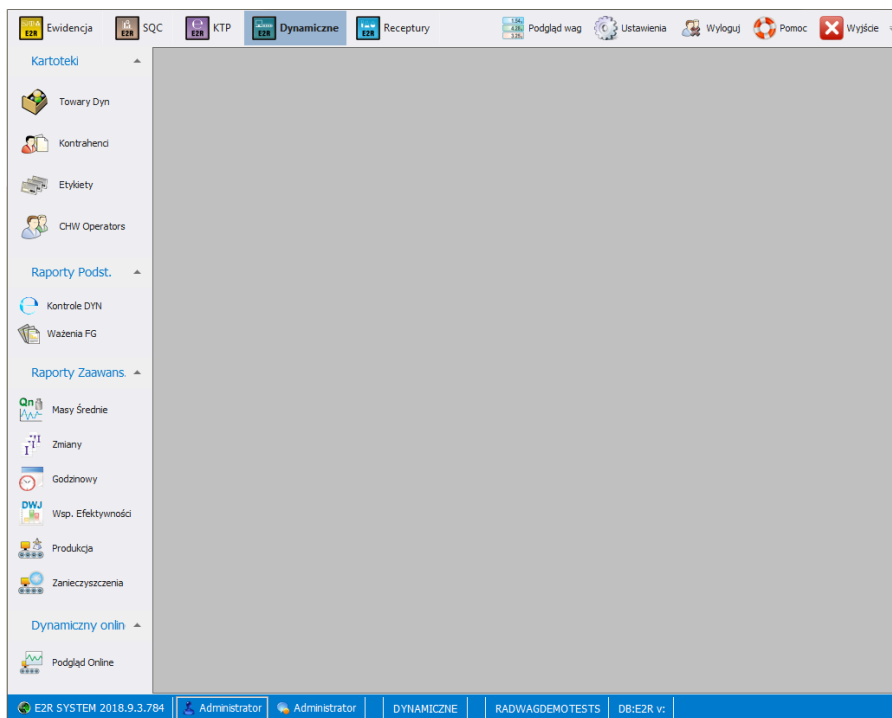 Ewidencja SQC KTP Dynamiczne Receptury Podgląd wag Ustawienia Wyloguj Pomoc Wyjście
Kartoteki
Towary Dyn
Kontrahenci
Etykiety
CHW Operators
Raporty Podst.
Kontrole DYN
Ważenia FG
Raporty Zaawans.
Masy Średnie
Zmiany
Godzinowy
Wsp. Efektywności
Produkcja
Zanieczyszczenia
Dynamiczny onlin
Podgląd Online
E2R SYSTEM 2018.9.3.784 Administrator Administrator DYNAMICZNE RADWAGDEMOTESTS DB:E2R v: